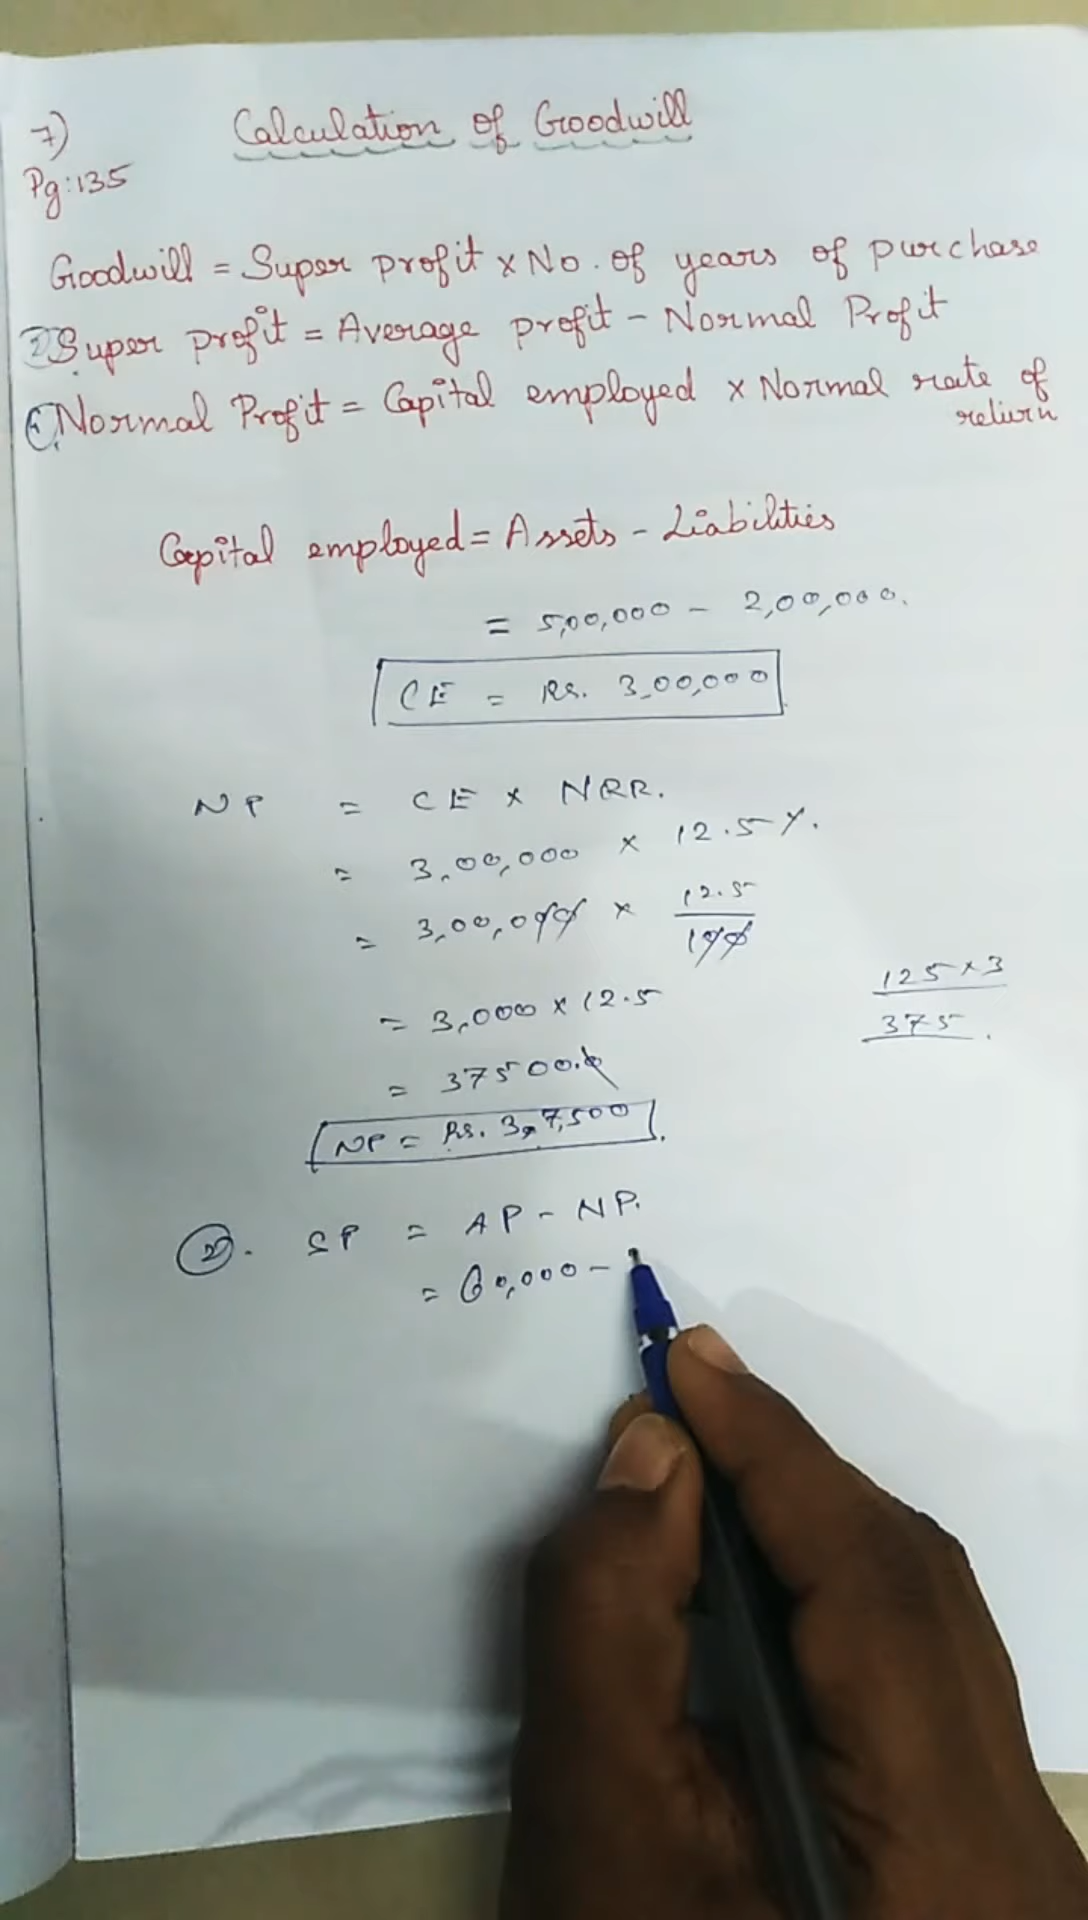 7)
Pg:135
Calculation of Goodwill
Goodwill = Super profit x No. of years of purchase
② Super profit = Average profit - Normal Profit
Normal Profit = Capital employed x Normal rate of
return
Capital employed = Assets - Liabilities
= 5,00,000 - 2,00,000.
CE = Rs. 3,00,000
NP = CE x NRR.
= 3,00,000 x 12.5%.
= 3,00,000 x 12.5
100
= 3,000 x 12.5
125x3
375.
= 37500.0
NP = Rs. 37,500
②. SP = AP - NP.
= 60,000 -